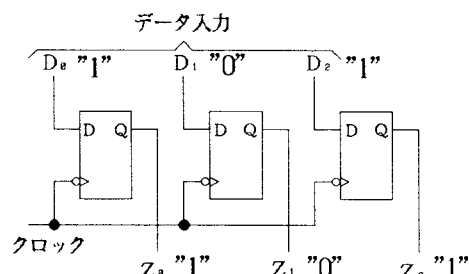 データ入力
D₀ "1" D₁ "0" D₂ "1"
D Q D Q D Q
クロック
Z₀ "1" Z₁ "0" Z₂ "1"